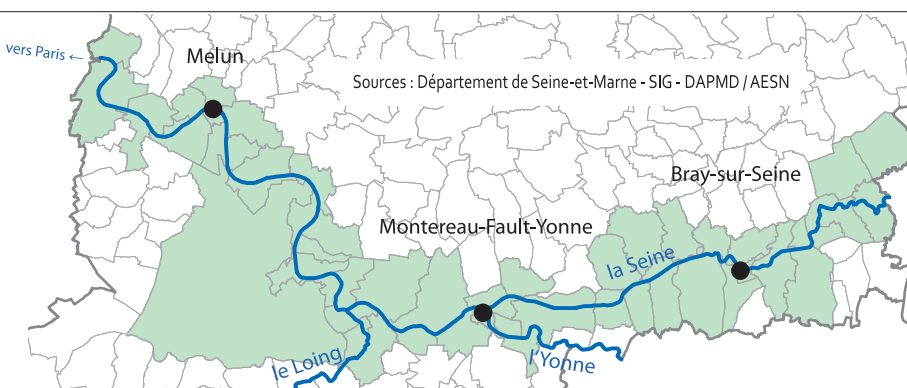 vers Paris ←
Melun
Sources : Département de Seine-et-Marne - SIG - DAPMD / AESN
Bray-sur-Seine
Montereau-Fault-Yonne
la Seine
le Loing
l'Yonne